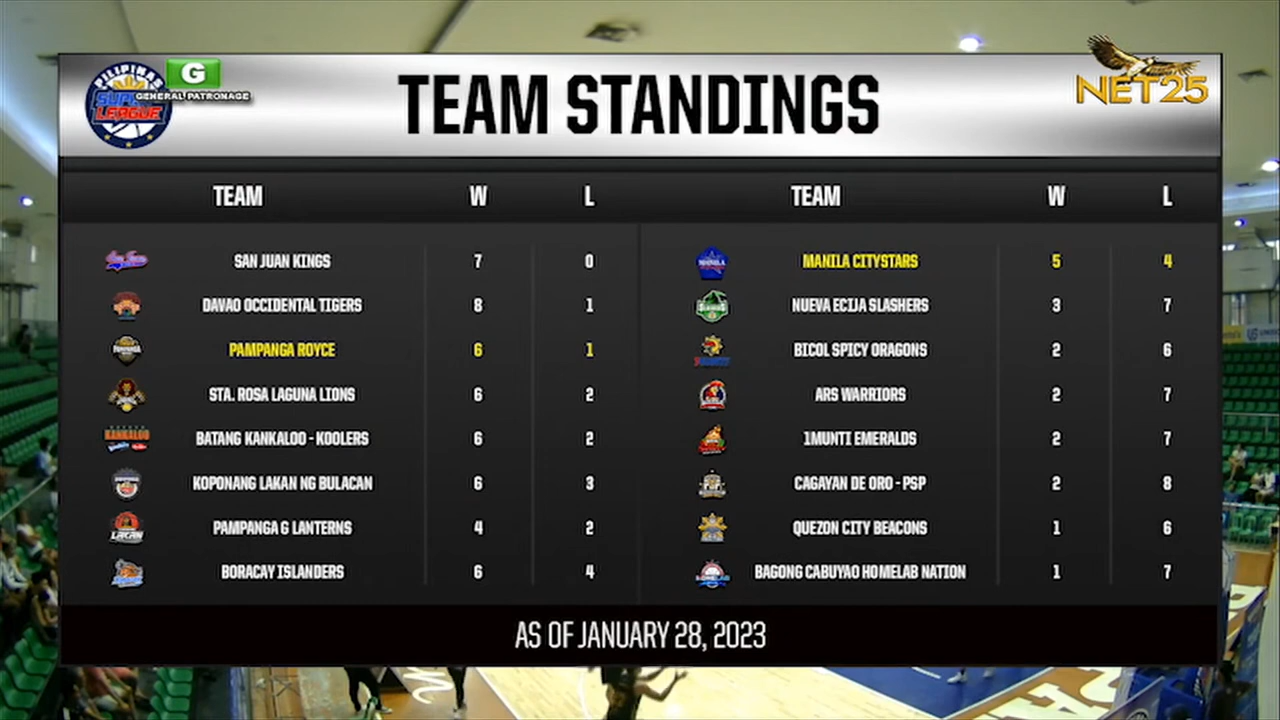 PILIPINAS
SUPER
LEAGUE
G
GENERAL PATRONAGE
TEAM STANDINGS
NET25
TEAM W L TEAM W L
SAN JUAN KINGS 7 0 MANILA CITYSTARS 5 4
DAVAO OCCIDENTAL TIGERS 8 1 NUEVA ECIJA SLASHERS 3 7
PAMPANGA ROYCE 6 1 BICOL SPICY ORAGONS 2 6
STA. ROSA LAGUNA LIONS 6 2 ARS WARRIORS 2 7
BATANG KANKALOO - KOOLERS 6 2 1MUNTI EMERALDS 2 7
KOPONANG LAKAN NG BULACAN 6 3 CAGAYAN DE ORO - PSP 2 8
PAMPANGA G LANTERNS 4 2 QUEZON CITY BEACONS 1 6
BORACAY ISLANDERS 6 4 BAGONG CABUYAO HOMELAB NATION 1 7
AS OF JANUARY 28, 2023